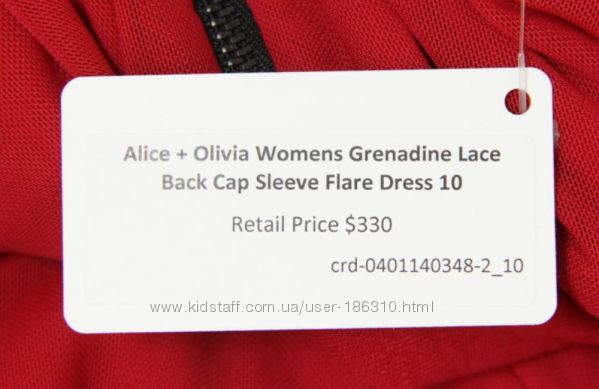 Alice + Olivia Womens Grenadine Lace
Back Cap Sleeve Flare Dress 10
Retail Price $330
crd-0401140348-2_10
www.kidstaff.com.ua/user-186310.html